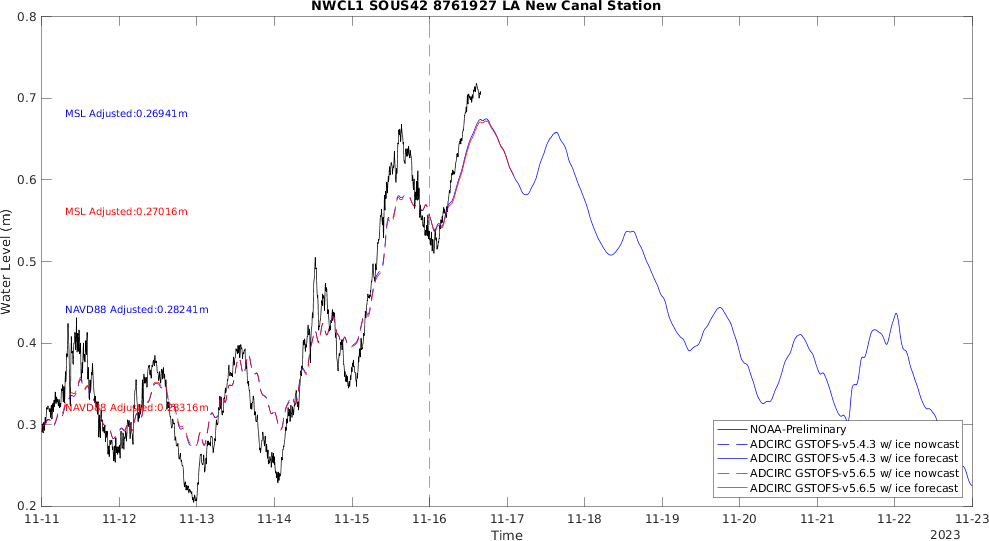 NWCL1 SOUS42 8761927 LA New Canal Station
0.8
0.7
0.6
0.5
0.4
0.3
0.2
Water Level (m)
MSL Adjusted:0.26941m
MSL Adjusted:0.27016m
NAVD88 Adjusted:0.28241m
NAVD88 Adjusted:0.28316m
NOAA-Preliminary
ADCIRC GSTOFS-v5.4.3 w/ ice nowcast
ADCIRC GSTOFS-v5.4.3 w/ ice forecast
ADCIRC GSTOFS-v5.6.5 w/ ice nowcast
ADCIRC GSTOFS-v5.6.5 w/ ice forecast
11-11 11-12 11-13 11-14 11-15 11-16 11-17 11-18 11-19 11-20 11-21 11-22 11-23
Time
2023